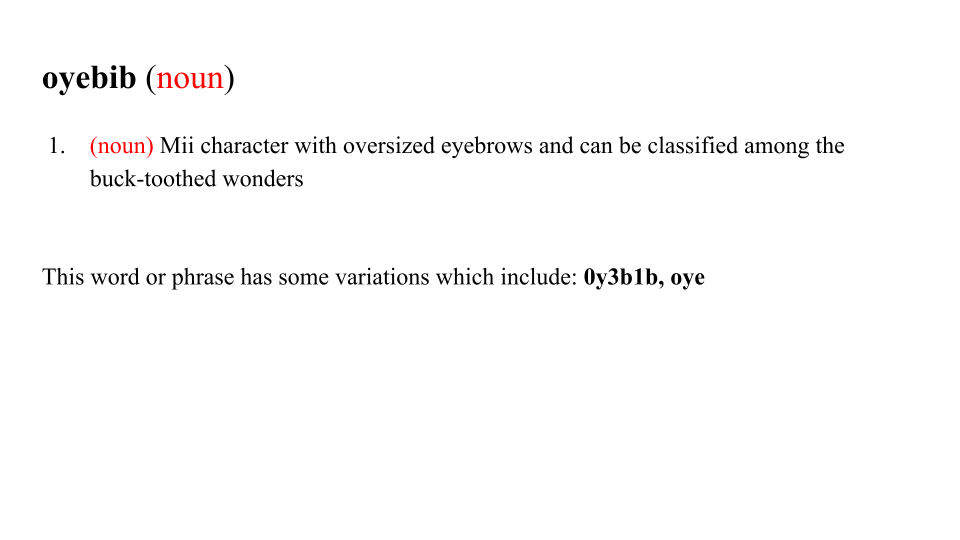 oyebib (noun)
1. (noun) Mii character with oversized eyebrows and can be classified among the
buck-toothed wonders
This word or phrase has some variations which include: 0y3b1b, oye